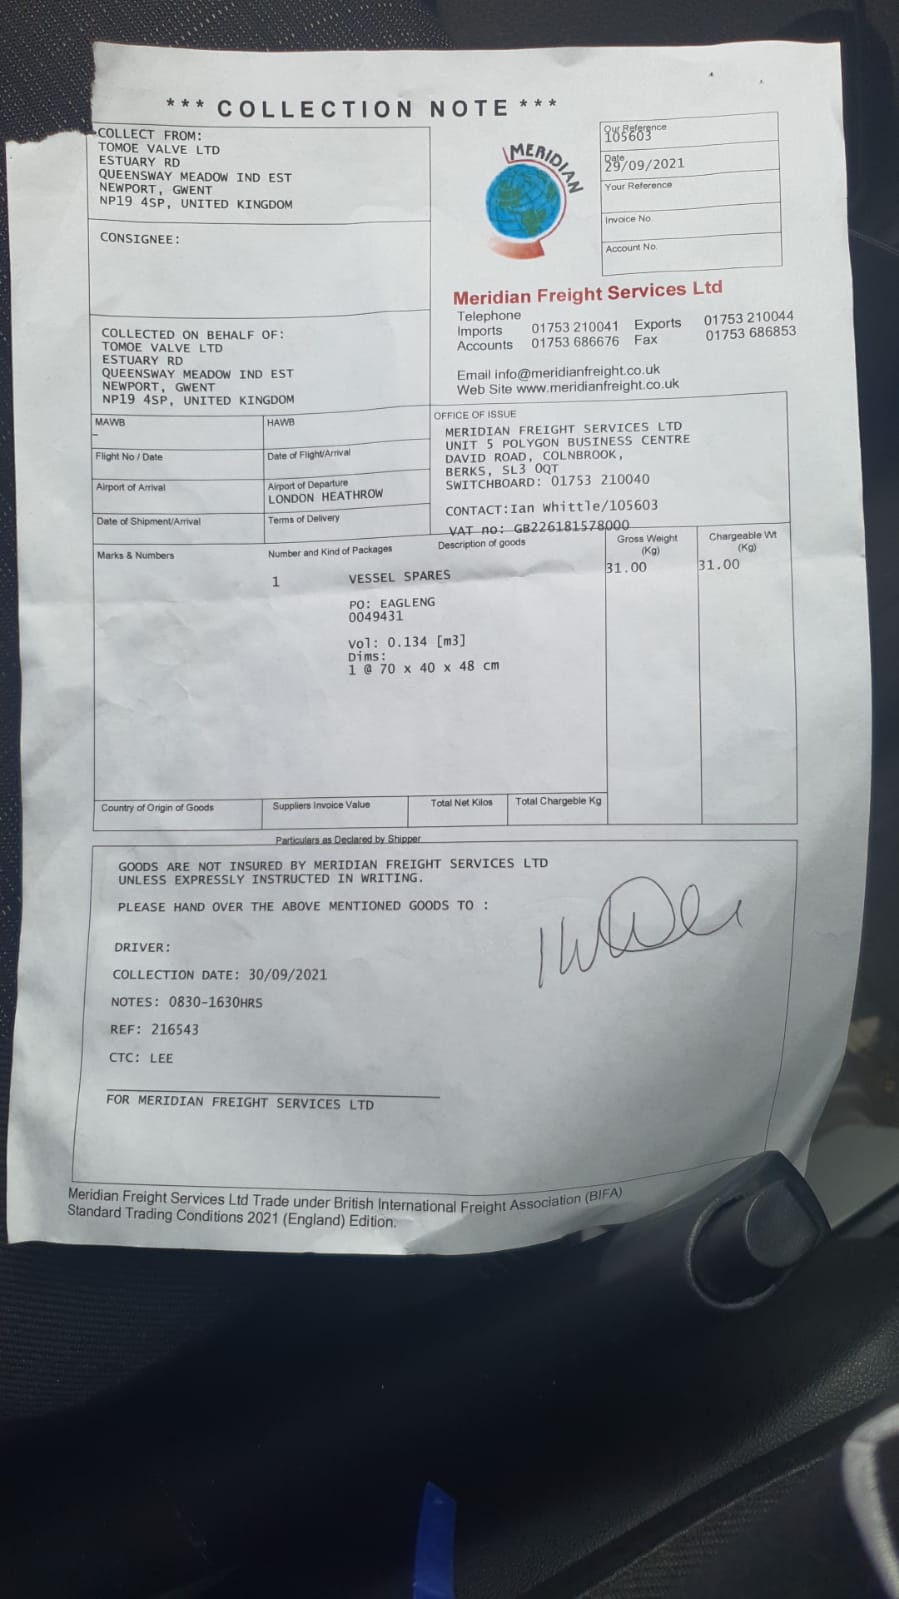 *** COLLECTION NOTE ***
COLLECT FROM:
TOMOE VALVE LTD
ESTUARY RD
QUEENSWAY MEADOW IND EST
NEWPORT, GWENT
NP19 4SP, UNITED KINGDOM
CONSIGNEE:
COLLECTED ON BEHALF OF:
TOMOE VALVE LTD
ESTUARY RD
QUEENSWAY MEADOW IND EST
NEWPORT, GWENT
NP19 4SP, UNITED KINGDOM
MERIDIAN
Our Reference
105603
Date
29/09/2021
Your Reference
Invoice No.
Account No.
Meridian Freight Services Ltd
Telephone
Imports 01753 210041 Exports 01753 210044
Accounts 01753 686676 Fax 01753 686853
Email info@meridianfreight.co.uk
Web Site www.meridianfreight.co.uk
MAWB
-
HAWB
Flight No / Date
Date of Flight/Arrival
Airport of Arrival
Airport of Departure
LONDON HEATHROW
Date of Shipment/Arrival
Terms of Delivery
OFFICE OF ISSUE
MERIDIAN FREIGHT SERVICES LTD
UNIT 5 POLYGON BUSINESS CENTRE
DAVID ROAD, COLNBROOK,
BERKS, SL3 0QT
SWITCHBOARD: 01753 210040
CONTACT:Ian Whittle/105603
VAT no: GB226181578000
Marks & Numbers
Number and Kind of Packages
Description of goods
Gross Weight
(Kg)
Chargeable Wt
(Kg)
1 VESSEL SPARES 31.00 31.00
PO: EAGLENG
0049431
Vol: 0.134 [m3]
Dims:
1 @ 70 x 40 x 48 cm
Country of Origin of Goods
Suppliers Invoice Value
Total Net Kilos
Total Chargeble Kg
Particulars as Declared by Shipper
GOODS ARE NOT INSURED BY MERIDIAN FREIGHT SERVICES LTD
UNLESS EXPRESSLY INSTRUCTED IN WRITING.
PLEASE HAND OVER THE ABOVE MENTIONED GOODS TO :
DRIVER:
COLLECTION DATE: 30/09/2021
NOTES: 0830-1630HRS
REF: 216543
CTC: LEE
FOR MERIDIAN FREIGHT SERVICES LTD
Meridian Freight Services Ltd Trade under British International Freight Association (BIFA)
Standard Trading Conditions 2021 (England) Edition.